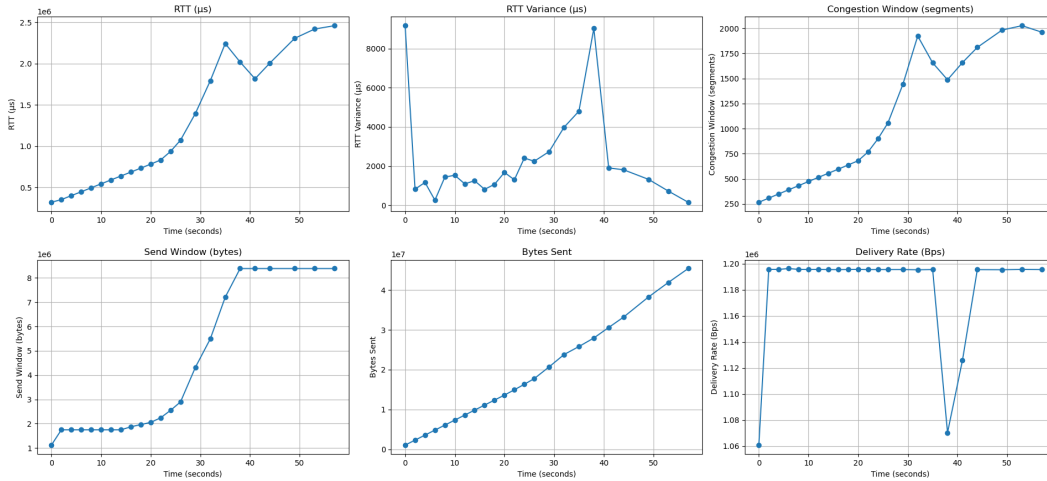 RTT (μs)
1e6
RTT (μs)
2.5
2.0
1.5
1.0
0.5
0 10 20 30 40 50
Time (seconds)
RTT Variance (μs)
RTT Variance (μs)
8000
6000
4000
2000
0
0 10 20 30 40 50
Time (seconds)
Congestion Window (segments)
Congestion Window (segments)
2000
1750
1500
1250
1000
750
500
250
0 10 20 30 40 50
Time (seconds)
Send Window (bytes)
1e6
Send Window (bytes)
8
7
6
5
4
3
2
1
0 10 20 30 40 50
Time (seconds)
Bytes Sent
1e7
Bytes Sent
4
3
2
1
0
0 10 20 30 40 50
Time (seconds)
Delivery Rate (Bps)
1e6
Delivery Rate (Bps)
1.20
1.18
1.16
1.14
1.12
1.10
1.08
1.06
0 10 20 30 40 50
Time (seconds)